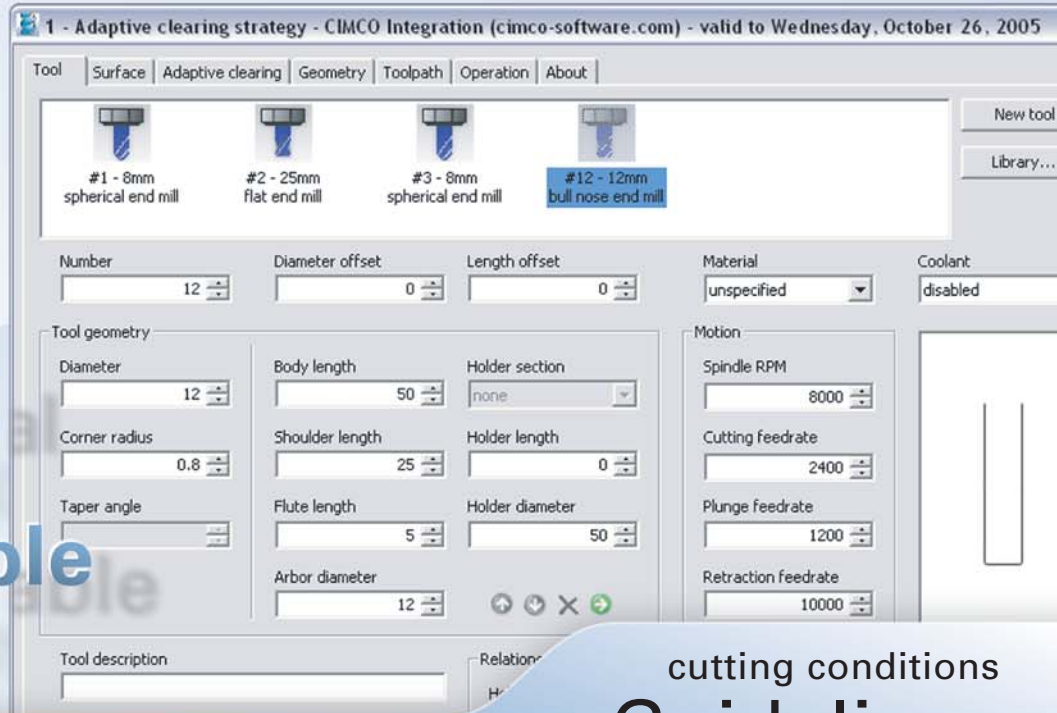 1 - Adaptive clearing strategy - CIMCO Integration (cimco-software.com) - valid to Wednesday, October 26, 2005
Tool Surface Adaptive clearing Geometry Toolpath Operation About
#1 - 8mm
spherical end mill
#2 - 25mm
flat end mill
#3 - 8mm
spherical end mill
#12 - 12mm
bull nose end mill
New tool
Library...
Number Diameter offset Length offset Material Coolant
12 0 0 unspecified disabled
Tool geometry
Diameter Body length Holder section
12 50 none
Corner radius Shoulder length Holder length
0.8 25 0
Taper angle Flute length Holder diameter
5 50
Arbor diameter
12
Motion
Spindle RPM
8000
Cutting feedrate
2400
Plunge feedrate
1200
Retraction feedrate
10000
Tool description
cutting conditions